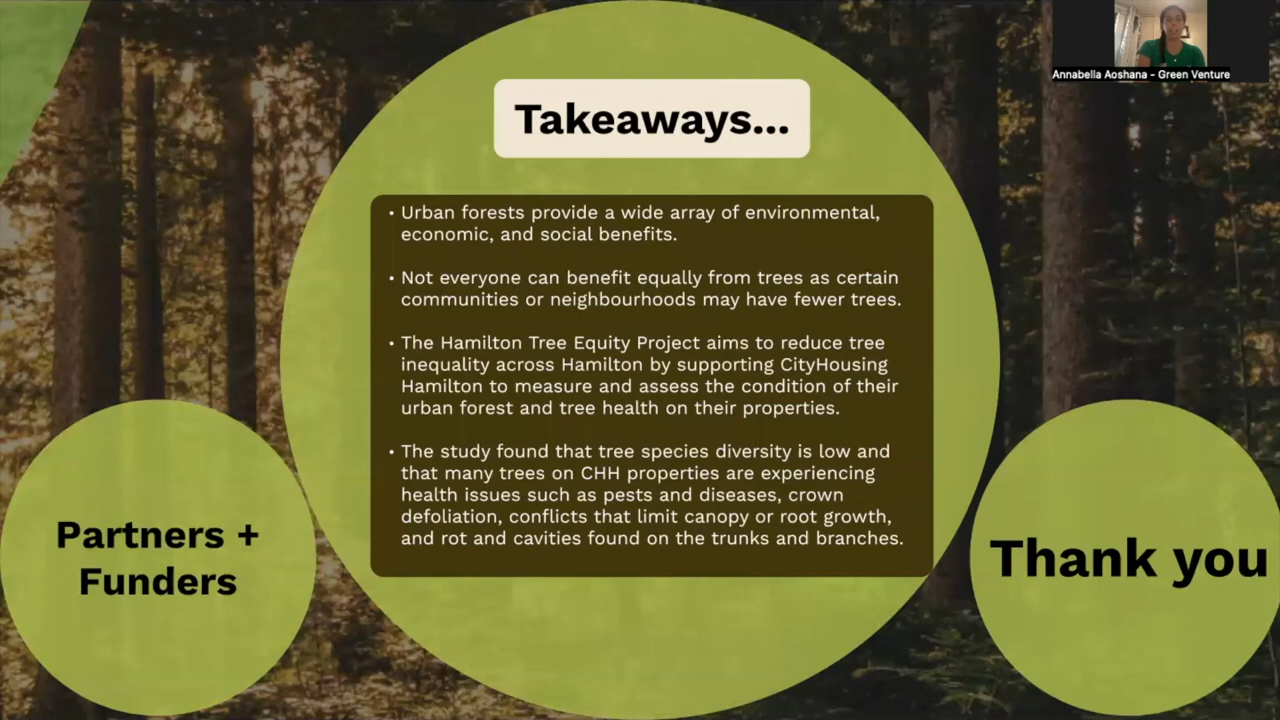 Annabella Aoshana - Green Venture
Takeaways...
• Urban forests provide a wide array of environmental,
economic, and social benefits.
• Not everyone can benefit equally from trees as certain
communities or neighbourhoods may have fewer trees.
• The Hamilton Tree Equity Project aims to reduce tree
inequality across Hamilton by supporting CityHousing
Hamilton to measure and assess the condition of their
urban forest and tree health on their properties.
• The study found that tree species diversity is low and
that many trees on CHH properties are experiencing
health issues such as pests and diseases, crown
defoliation, conflicts that limit canopy or root growth,
and rot and cavities found on the trunks and branches.
Partners +
Funders
Thank you